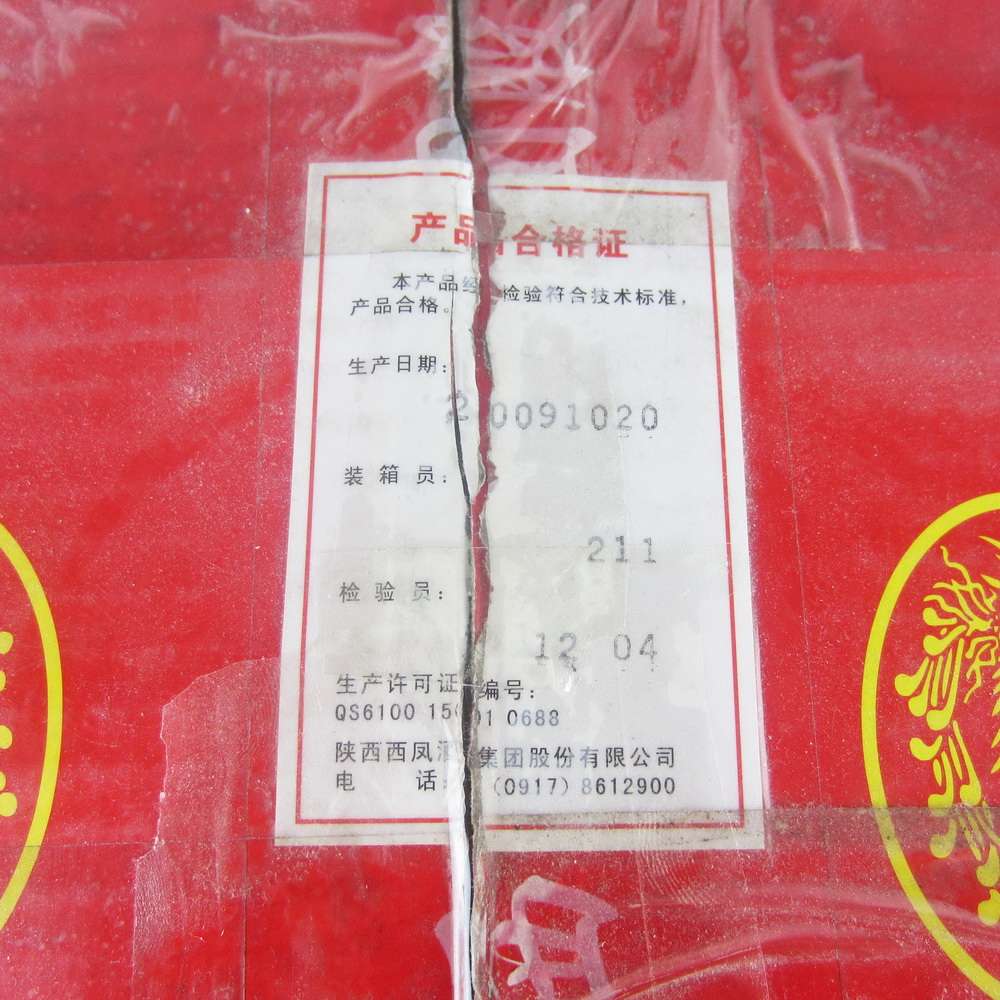 产品合格证
本产品经检验符合技术标准，
产品合格。
生产日期：
20091020
装箱员：
211
检验员：
12 04
生产许可证编号：
QS6100 1501 0688
陕西西凤酒集团股份有限公司
电 话：（0917）8612900